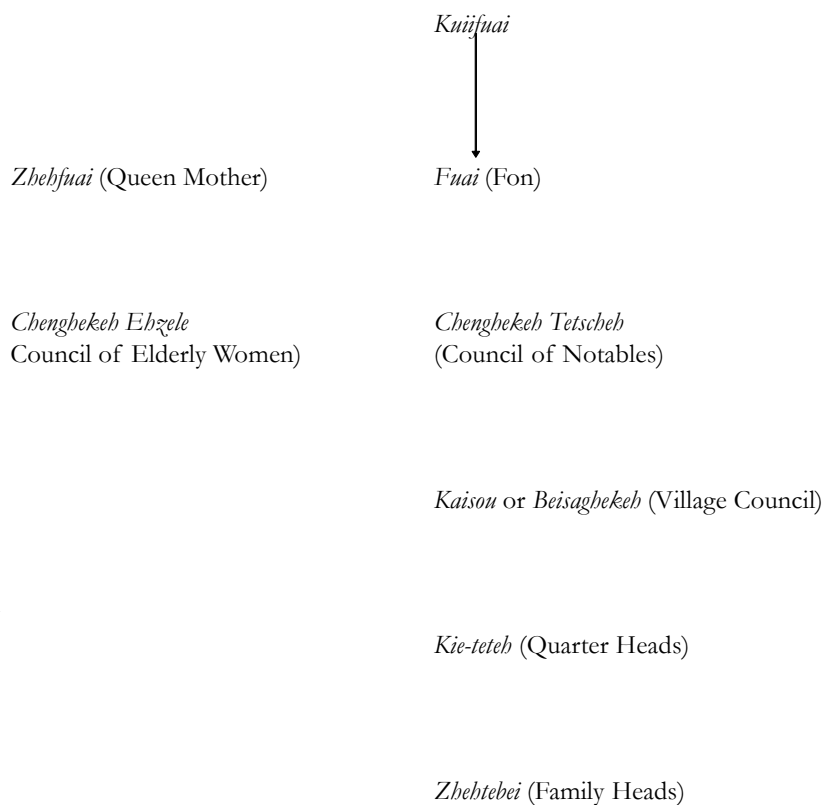 Kuiifuai
Zhehfuai (Queen Mother)
Fuai (Fon)
Chenghekeh Ehzele
Council of Elderly Women)
Chenghekeh Tetscheh
(Council of Notables)
Kaisou or Beisaghekeh (Village Council)
Kie-teteh (Quarter Heads)
Zhehtebei (Family Heads)